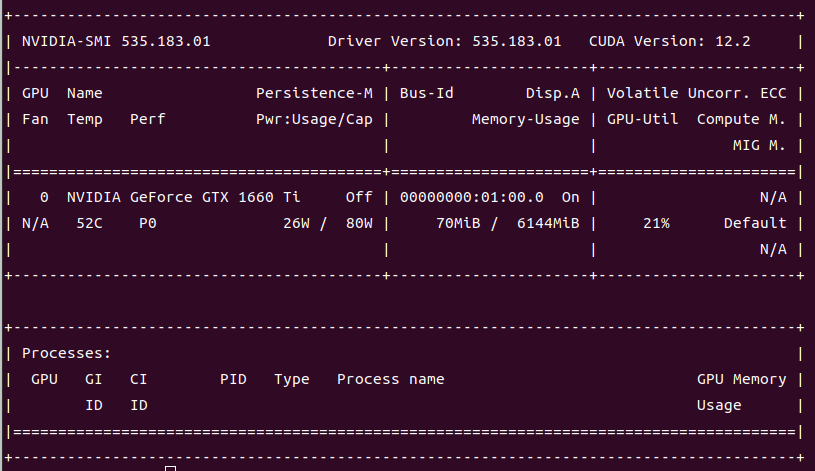 +---------------------------------------------------------------------------------------+
| NVIDIA-SMI 535.183.01             Driver Version: 535.183.01   CUDA Version: 12.2     |
|-----------------------------------------+----------------------+----------------------+
| GPU  Name                 Persistence-M | Bus-Id        Disp.A | Volatile Uncorr. ECC |
| Fan  Temp   Perf          Pwr:Usage/Cap |         Memory-Usage | GPU-Util  Compute M. |
|                                         |                      |               MIG M. |
|=========================================+======================+======================|
|   0  NVIDIA GeForce GTX 1660 Ti     Off | 00000000:01:00.0  On |                  N/A |
| N/A   52C    P0              26W /  80W |     70MiB /  6144MiB |     21%      Default |
|                                         |                      |                  N/A |
+-----------------------------------------+----------------------+----------------------+
+---------------------------------------------------------------------------------------+
| Processes:                                                                            |
|  GPU   GI   CI        PID   Type   Process name                            GPU Memory |
|        ID   ID                                                             Usage      |
|=======================================================================================|
+---------------------------------------------------------------------------------------+